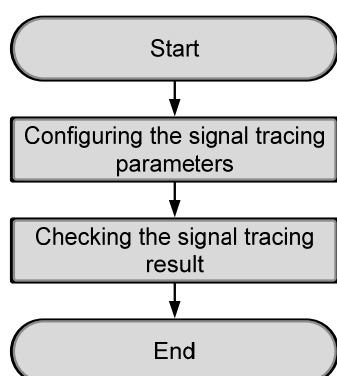 Start
Configuring the signal tracing
parameters
Checking the signal tracing
result
End